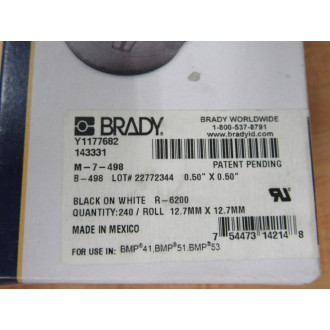 BRADY
BRADY WORLDWIDE
1-800-537-8791
www.bradyid.com
Y1177682
143331
M-7-498
PATENT PENDING
B-498 LOT# 22772344 0.50" X 0.50"
BLACK ON WHITE R-6200
QUANTITY:240 / ROLL 12.7MM X 12.7MM
MADE IN MEXICO
7 54473 14214 8
FOR USE IN: BMP®41,BMP®51,BMP®53